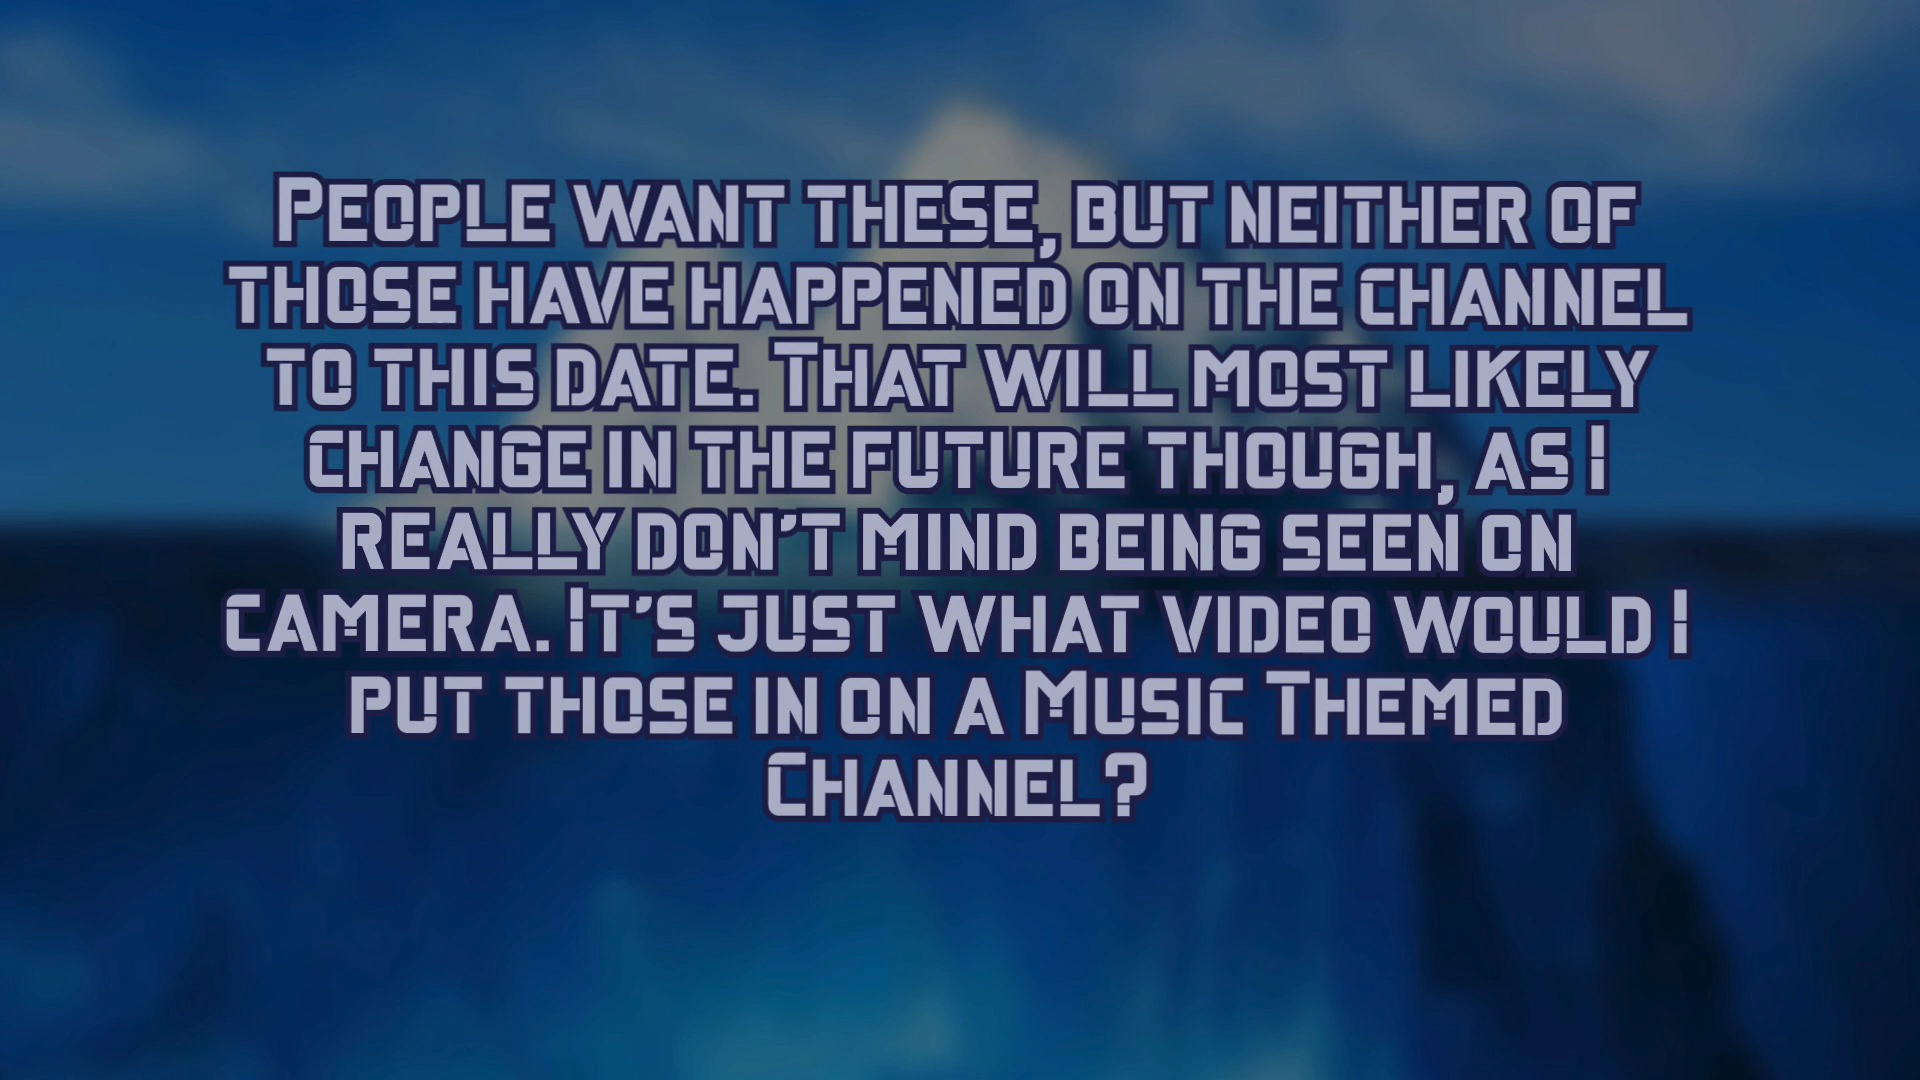 People want these, but neither of
those have happened on the channel
to this date. That will most likely
change in the future though, as I
really don't mind being seen on
camera. It's just what video would I
put those in on a Music Themed
Channel?